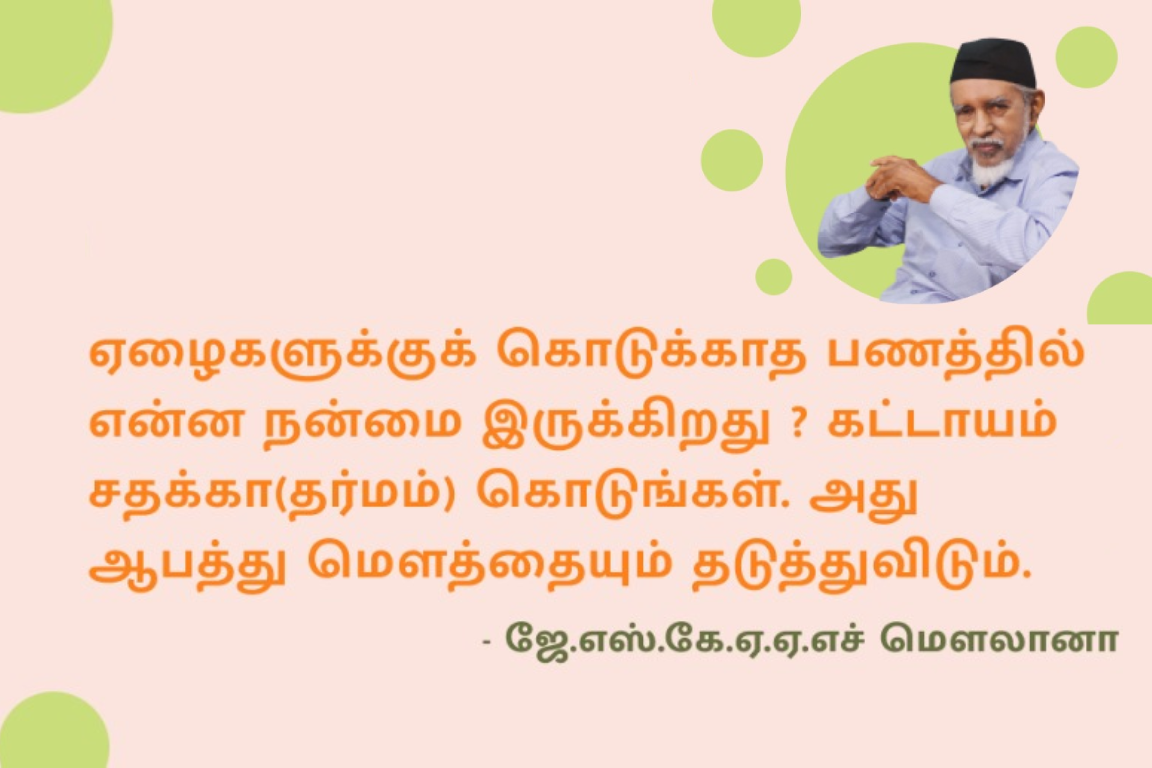 ஏழைகளுக்குக் கொடுக்காத பணத்தில்
என்ன நன்மை இருக்கிறது ? கட்டாயம்
சதக்கா(தர்மம்) கொடுங்கள். அது
ஆபத்து மௌத்தையும் தடுத்துவிடும்.
- ஜே.எஸ்.கே.ஏ.ஏ.எச் மௌலானா